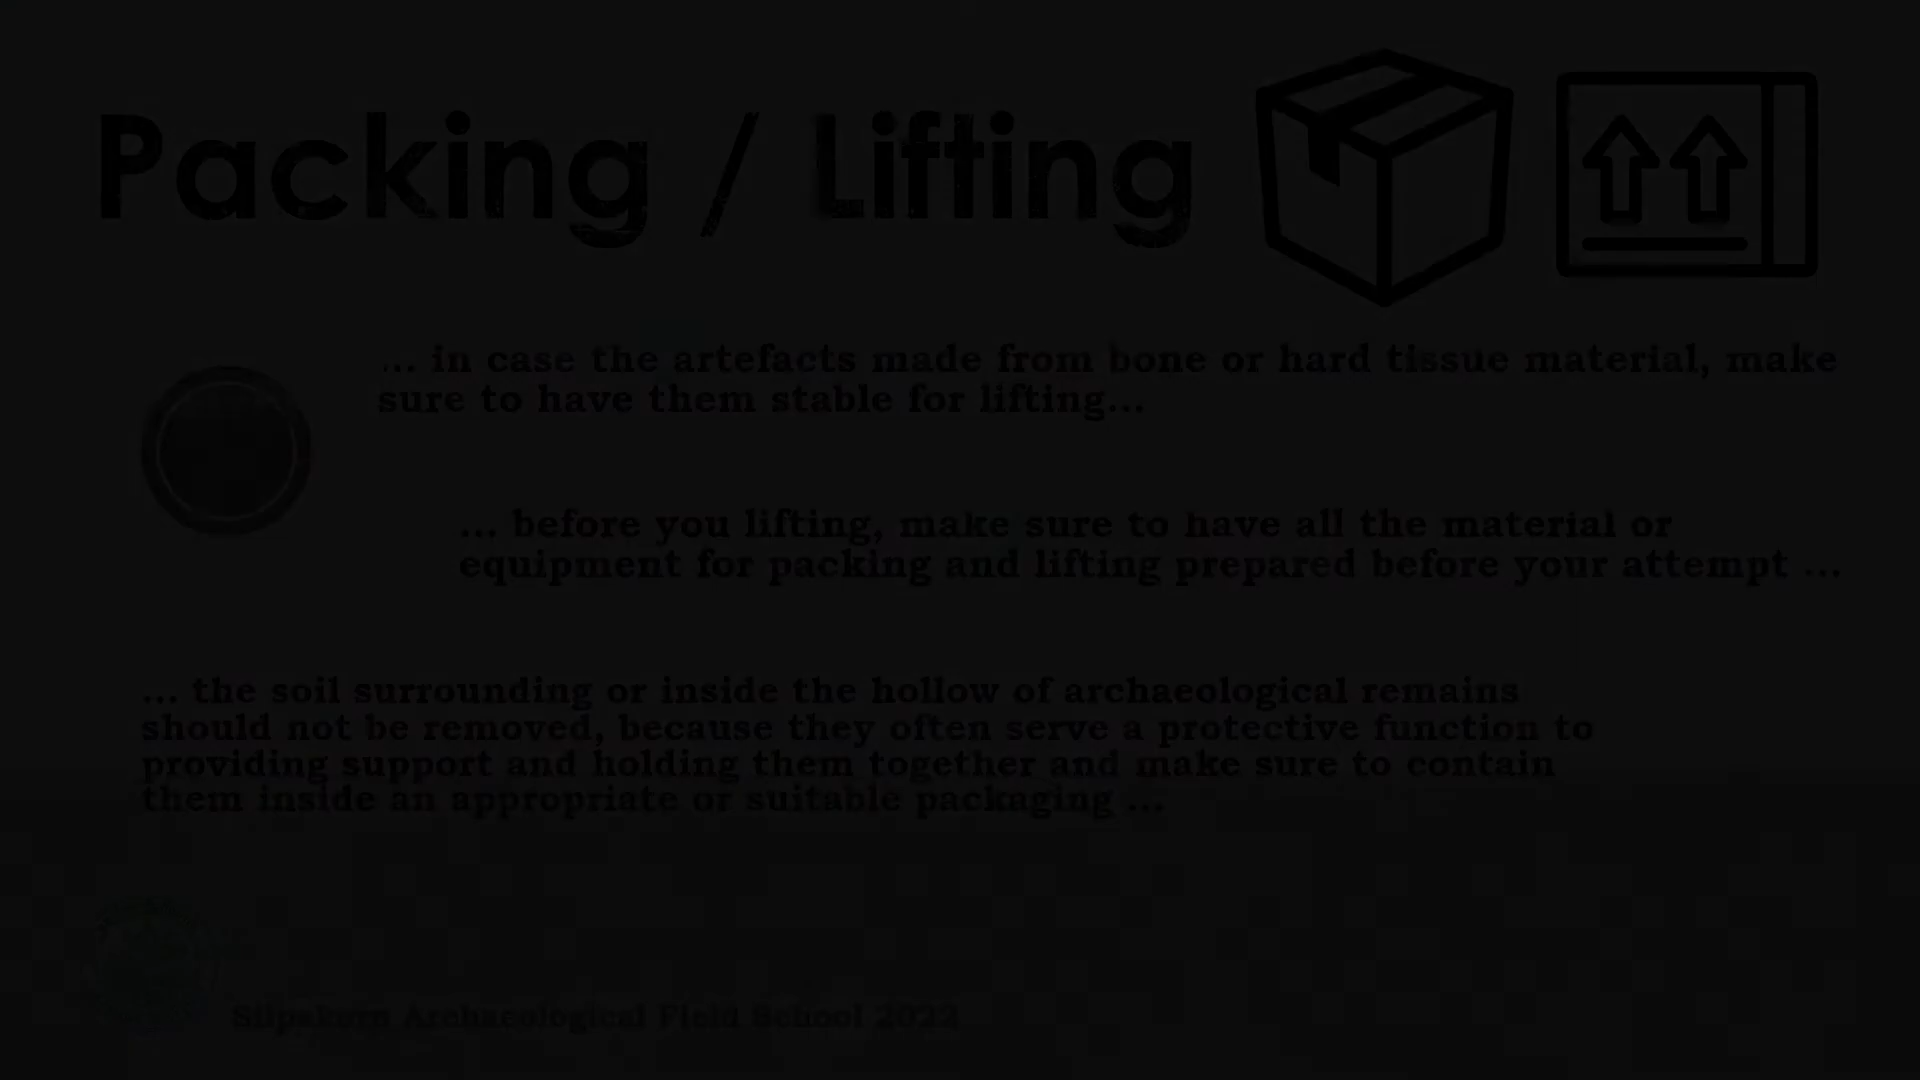 Packing / Lifting
... in case the artefacts made from bone or hard tissue material, make
sure to have them stable for lifting...
... before you lifting, make sure to have all the material or
equipment for packing and lifting prepared before your attempt ...
... the soil surrounding or inside the hollow of archaeological remains
should not be removed, because they often serve a protective function to
providing support and holding them together and make sure to contain
them inside an appropriate or suitable packaging ...
Silpakorn Archaeological Field School 2022